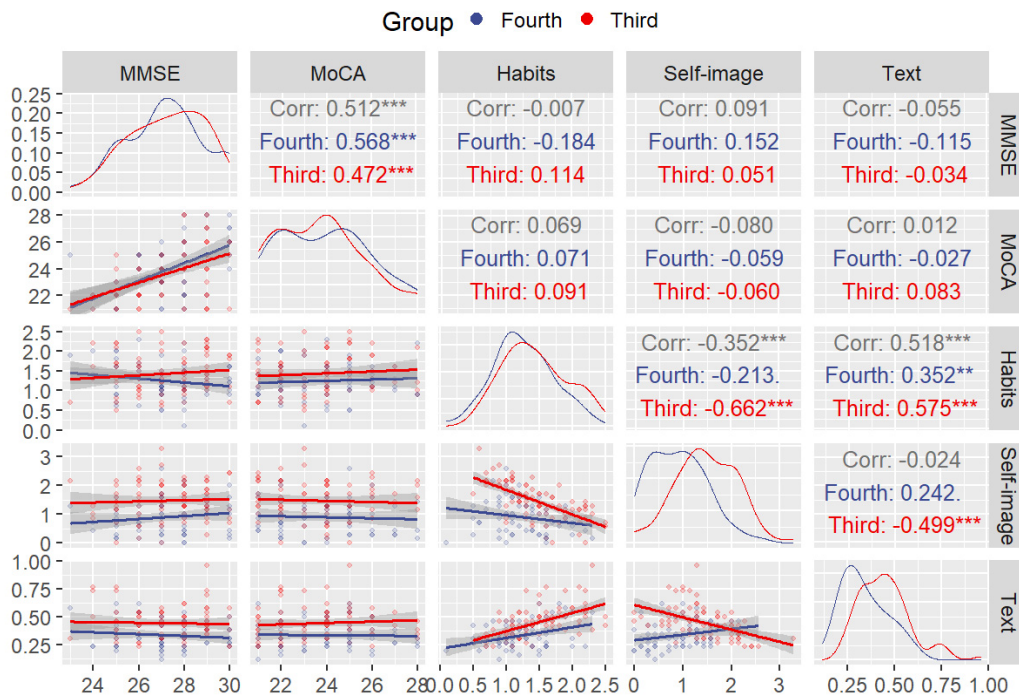 Group Fourth Third
MMSE MoCA Habits Self-image Text
0.25
0.20
0.15
0.10
0.05
0.00
Corr: 0.512***
Fourth: 0.568***
Third: 0.472***
Corr: -0.007
Fourth: -0.184
Third: 0.114
Corr: 0.091
Fourth: 0.152
Third: 0.051
Corr: -0.055
Fourth: -0.115
Third: -0.034
MMSE
28
26
24
22
Corr: 0.069
Fourth: 0.071
Third: 0.091
Corr: -0.080
Fourth: -0.059
Third: -0.060
Corr: 0.012
Fourth: -0.027
Third: 0.083
MoCA
2.5
2.0
1.5
1.0
0.5
0.0
Corr: -0.352***
Fourth: -0.213.
Third: -0.662***
Corr: 0.518***
Fourth: 0.352**
Third: 0.575***
Habits
3
2
1
0
Corr: -0.024
Fourth: 0.242.
Third: -0.499***
Self-image
1.00
0.75
0.50
0.25
Text
24 26 28 30 22 24 26 28 0.0 0.5 1.0 1.5 2.0 2.5 0 1 2 3 0.25 0.50 0.75 1.00